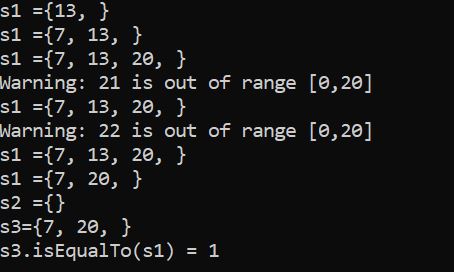 s1 ={13, }
s1 ={7, 13, }
s1 ={7, 13, 20, }
Warning: 21 is out of range [0,20]
s1 ={7, 13, 20, }
Warning: 22 is out of range [0,20]
s1 ={7, 13, 20, }
s1 ={7, 20, }
s2 ={}
s3={7, 20, }
s3.isEqualTo(s1) = 1